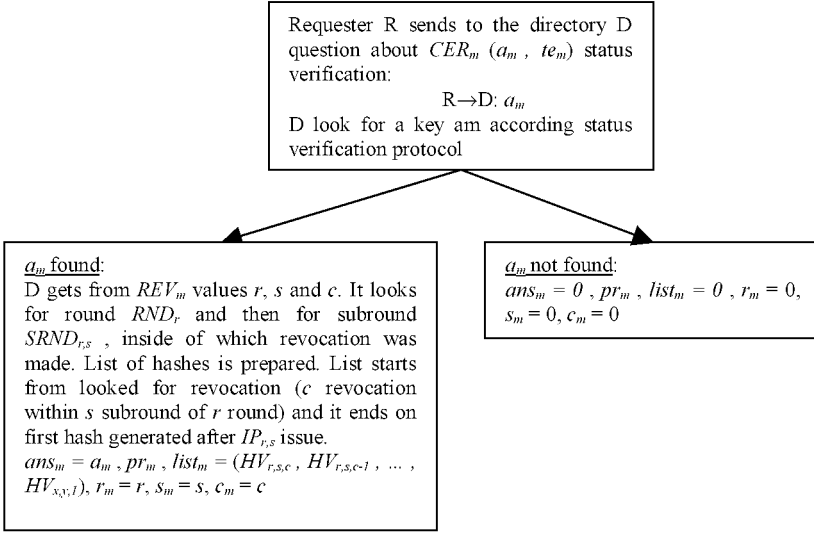 Requester R sends to the directory D
question about CERm (am , tem) status
verification:
R→D: am
D look for a key am according status
verification protocol
am found:
D gets from REVm values r, s and c. It looks
for round RNDr and then for subround
SRNDr,s , inside of which revocation was
made. List of hashes is prepared. List starts
from looked for revocation (c revocation
within s subround of r round) and it ends on
first hash generated after IPr,s issue.
ansm = am , prm , listm = (HVr,s,c , HVr,s,c-1 , ... ,
HVx,y,1), rm = r, sm = s, cm = c
am not found:
ansm = 0 , prm , listm = 0 , rm = 0,
sm = 0, cm = 0